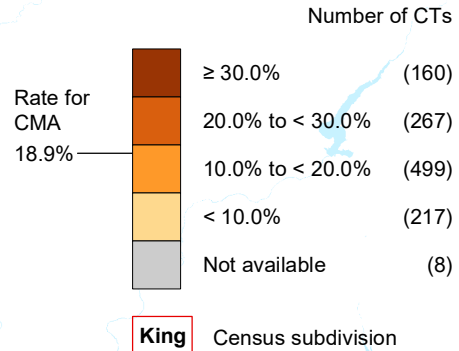 Number of CTs
≥ 30.0% (160)
20.0% to < 30.0% (267)
Rate for
CMA
18.9%
10.0% to < 20.0% (499)
< 10.0% (217)
Not available (8)
King Census subdivision